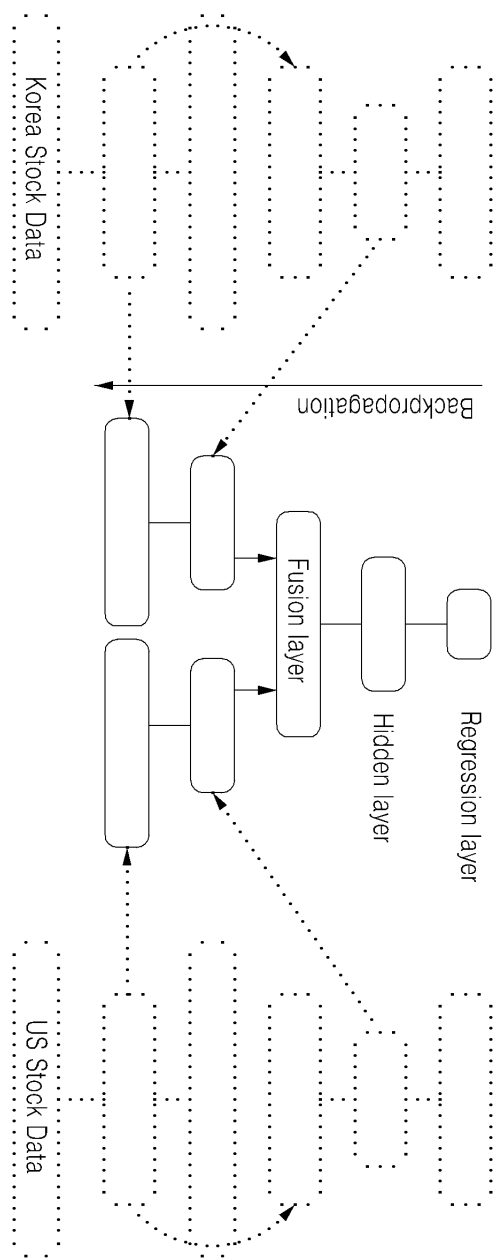 Regression layer
Hidden layer
Fusion layer
Backpropagation
Korea Stock Data
US Stock Data